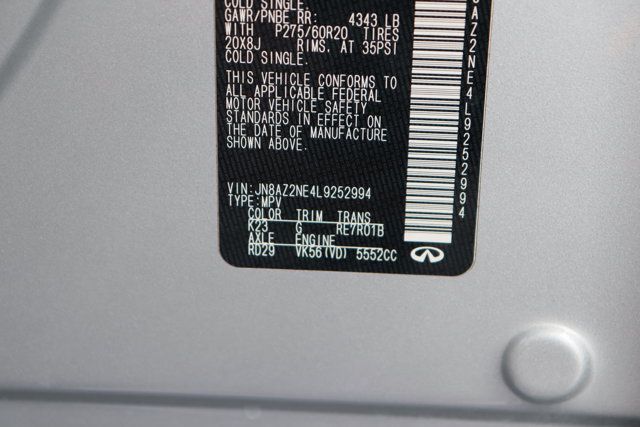 COLD SINGLE.
GAWR/PNBE RR: 4343 LB
WITH P275/60R20 TIRES
20X8J RIMS. AT 35PSI
COLD SINGLE.
THIS VEHICLE CONFORMS TO
ALL APPLICABLE FEDERAL
MOTOR VEHICLE SAFETY
STANDARDS IN EFFECT ON
THE DATE OF MANUFACTURE
SHOWN ABOVE.
VIN:JN8AZ2NE4L9252994
TYPE:MPV
COLOR TRIM TRANS
K23 G RE7R01B
AXLE ENGINE
RD29 VK56(VD) 5552CC
8AZ2NE4L9252994